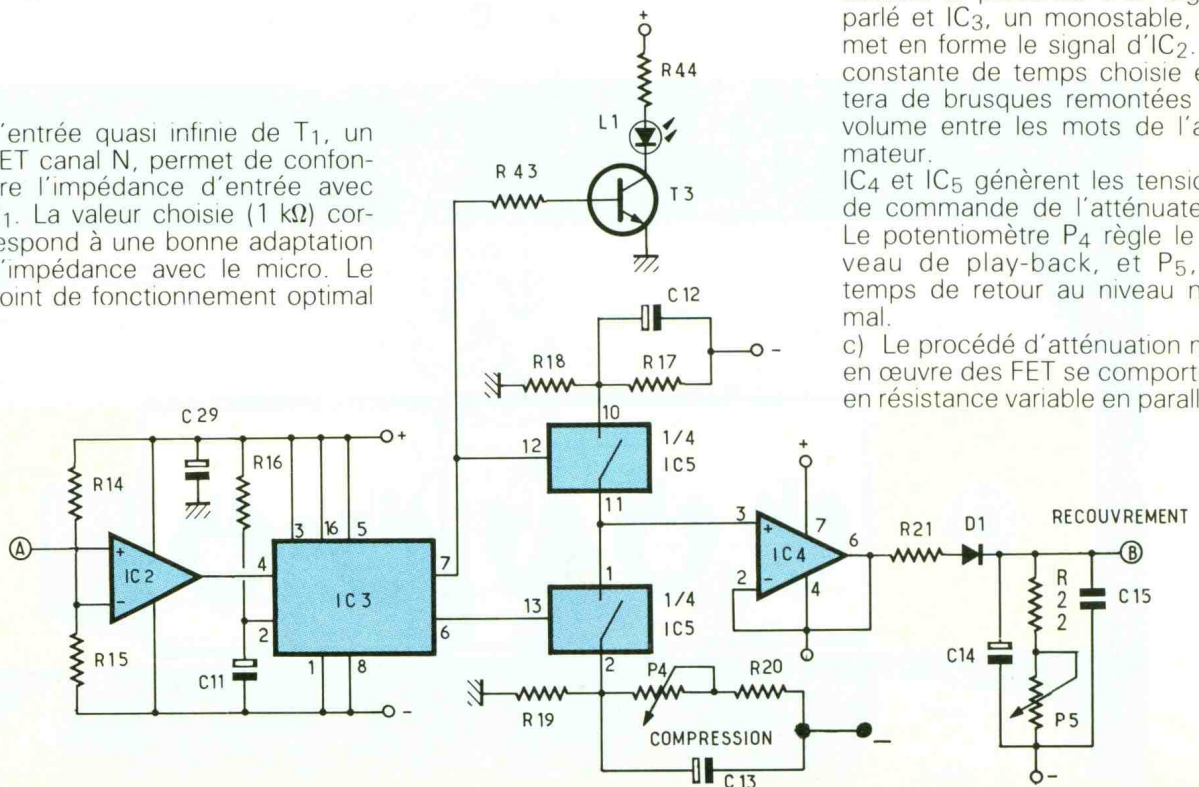 'entrée quasi infinie de T1, un
ET canal N, permet de confon-
re l'impédance d'entrée avec
1. La valeur choisie (1 kΩ) cor-
espond à une bonne adaptation
'impédance avec le micro. Le
oint de fonctionnement optimal
parlé et IC3, un monostable,
met en forme le signal d'IC2.
constante de temps choisie é
tera de brusques remontées
volume entre les mots de l'a
mateur.
IC4 et IC5 génèrent les tensio
de commande de l'atténuate
Le potentiomètre P4 règle le
veau de play-back, et P5,
temps de retour au niveau n
mal.
c) Le procédé d'atténuation m
en œuvre des FET se comport
en résistance variable en parall
+
R44
L1
R43
T3
C12
R18
R17
-
10
12
1/4
IC5
11
C29
+
R14
R16
3
16
5
A
+
IC2
-
4
IC3
7
2
6
R15
C11
1
8
-
1
13
1/4
IC5
2
R19
P4
R20
COMPRESSION
C13
-
+
3
+
7
IC4
6
2
-
4
R21
D1
RECOUVREMENT
B
R22
C15
C14
P5
-